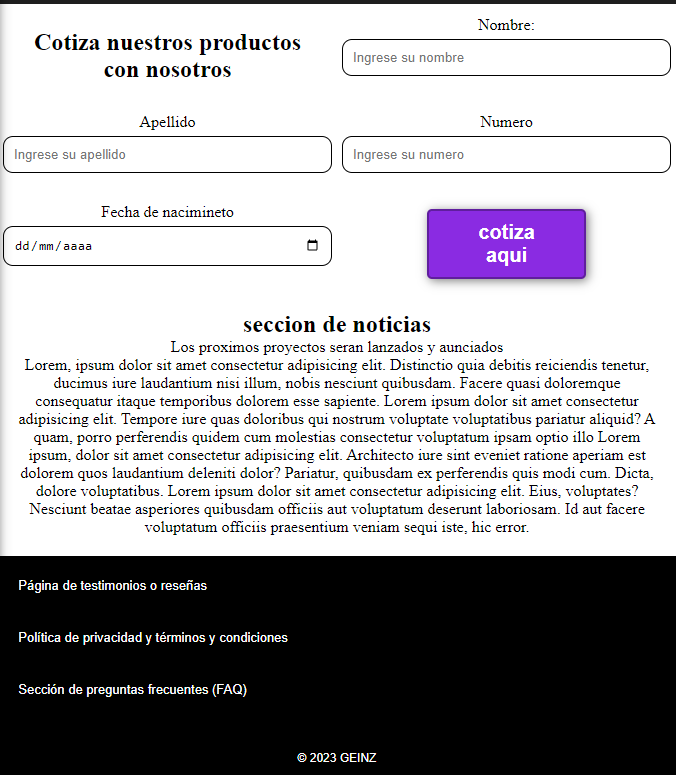 Cotiza nuestros productos
con nosotros
Nombre:
Ingrese su nombre
Apellido
Ingrese su apellido
Numero
Ingrese su numero
Fecha de nacimineto
dd/mm/aaaa
cotiza
aqui
seccion de noticias
Los proximos proyectos seran lanzados y aunciados
Lorem, ipsum dolor sit amet consectetur adipisicing elit. Distinctio quia debitis reiciendis tenetur,
ducimus iure laudantium nisi illum, nobis nesciunt quibusdam. Facere quasi doloremque
consequatur itaque temporibus dolorem esse sapiente. Lorem ipsum dolor sit amet consectetur
adipisicing elit. Tempore iure quas doloribus qui nostrum voluptate voluptatibus pariatur aliquid? A
quam, porro perferendis quidem cum molestias consectetur voluptatum ipsam optio illo Lorem
ipsum, dolor sit amet consectetur adipisicing elit. Architecto iure sint eveniet ratione aperiam est
dolorem quos laudantium deleniti dolor? Pariatur, quibusdam ex perferendis quis modi cum. Dicta,
dolore voluptatibus. Lorem ipsum dolor sit amet consectetur adipisicing elit. Eius, voluptates?
Nesciunt beatae asperiores quibusdam officiis aut voluptatum deserunt laboriosam. Id aut facere
voluptatum officiis praesentium veniam sequi iste, hic error.
Página de testimonios o reseñas
Política de privacidad y términos y condiciones
Sección de preguntas frecuentes (FAQ)
© 2023 GEINZ